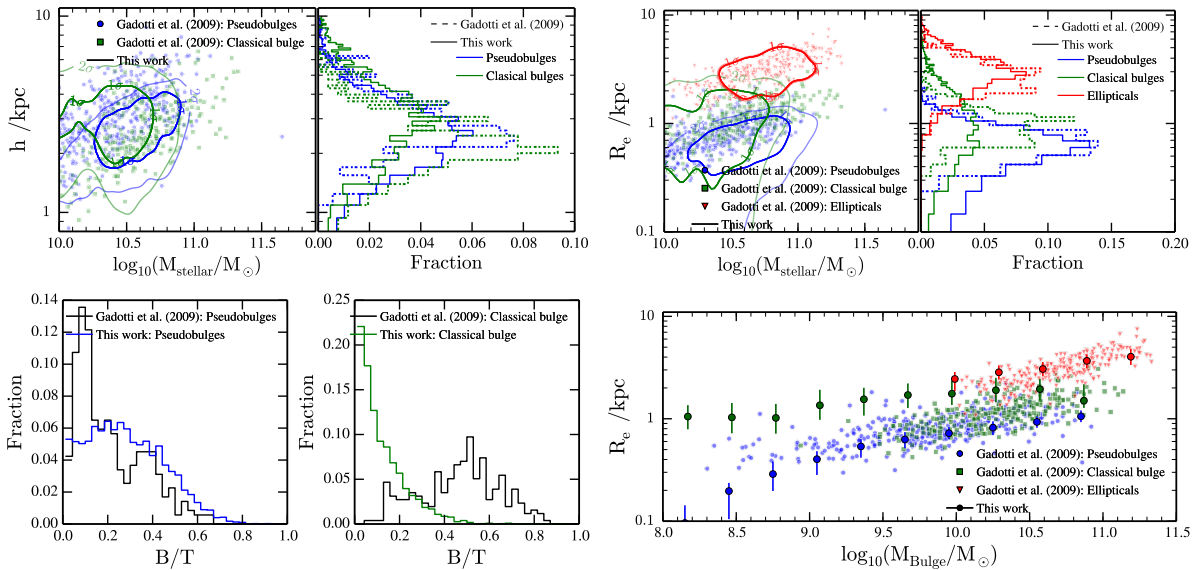 10
1
h /kpc
Gadotti et al. (2009): Pseudobulges
Gadotti et al. (2009): Classical bulge
This work
2σ
10.0 10.5 11.0 11.5
log10(Mstellar/M⊙)
Gadotti et al. (2009)
This work
Pseudobulges
Clasical bulges
0.00 0.02 0.04 0.06 0.08 0.10
Fraction
10
1
0.1
Re /kpc
Gadotti et al. (2009): Pseudobulges
Gadotti et al. (2009): Classical bulge
Gadotti et al. (2009): Ellipticals
This work
10.0 10.5 11.0 11.5
log10(Mstellar/M⊙)
Gadotti et al. (2009)
This work
Pseudobulges
Clasical bulges
Ellipticals
0.00 0.05 0.10 0.15 0.20
Fraction
0.14
0.12
0.10
0.08
0.06
0.04
0.02
0.00
Fraction
Gadotti et al. (2009): Pseudobulges
This work: Pseudobulges
0.0 0.2 0.4 0.6 0.8 1.0
B/T
0.25
0.20
0.15
0.10
0.05
0.00
Fraction
Gadotti et al. (2009): Classical bulge
This work: Classical bulge
0.0 0.2 0.4 0.6 0.8 1.0
B/T
10
1
0.1
Re /kpc
Gadotti et al. (2009): Pseudobulges
Gadotti et al. (2009): Classical bulge
Gadotti et al. (2009): Ellipticals
This work
8.0 8.5 9.0 9.5 10.0 10.5 11.0 11.5
log10(MBulge/M⊙)